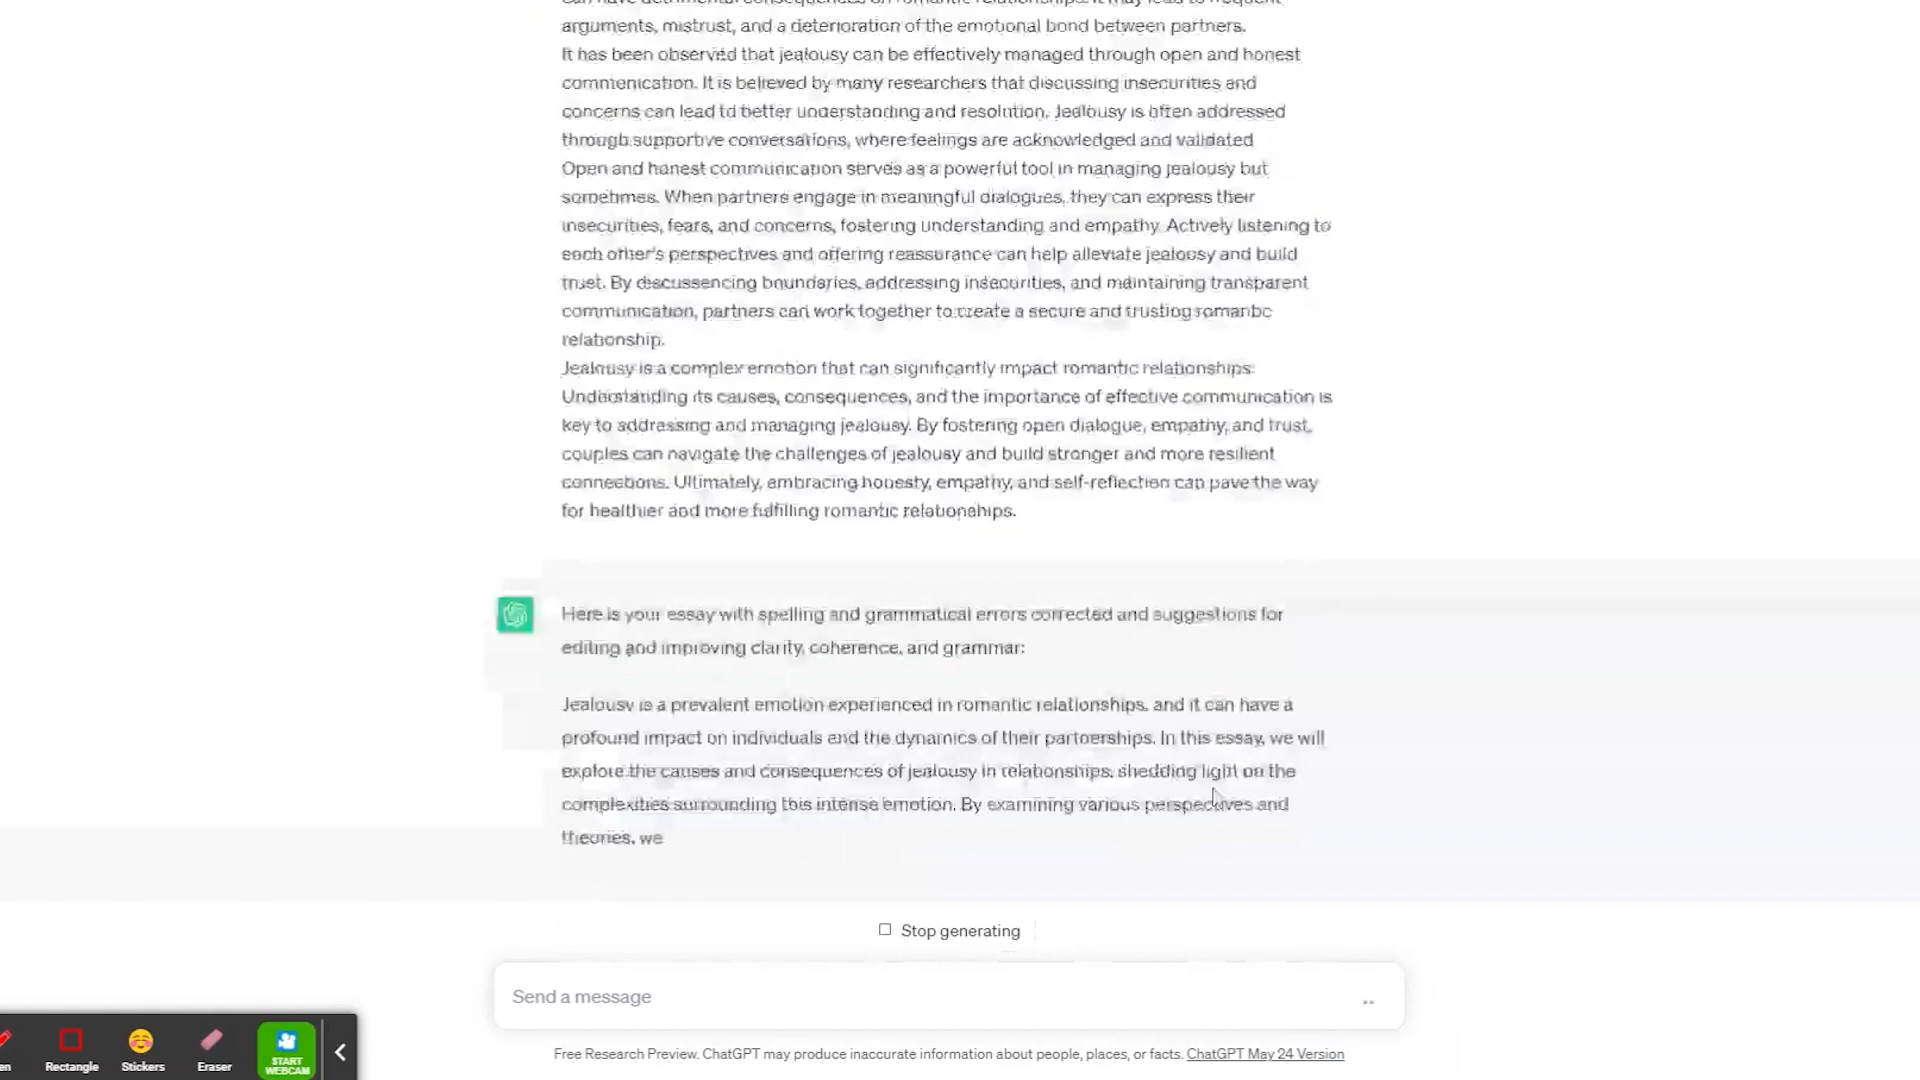 Can have detrimental consequences on romantic relationships. It may lead to frequent
arguments, mistrust, and a deterioration of the emotional bond between partners.
It has been observed that jealousy can be effectively managed through open and honest
communication. It is believed by many researchers that discussing insecurities and
concerns can lead to better understanding and resolution. Jealousy is often addressed
through supportive conversations, where feelings are acknowledged and validated
Open and honest communication serves as a powerful tool in managing jealousy but
sometimes. When partners engage in meaningful dialogues, they can express their
insecurities, fears, and concerns, fostering understanding and empathy. Actively listening to
each other's perspectives and offering reassurance can help alleviate jealousy and build
trust. By discussencing boundaries, addressing insecurities, and maintaining transparent
communication, partners can work together to create a secure and trusting romantic
relationship.
Jealousy is a complex emotion that can significantly impact romantic relationships.
Understanding its causes, consequences, and the importance of effective communication is
key to addressing and managing jealousy. By fostering open dialogue, empathy, and trust,
couples can navigate the challenges of jealousy and build stronger and more resilient
connections. Ultimately, embracing honesty, empathy, and self-reflection can pave the way
for healthier and more fulfilling romantic relationships.
Here is your essay with spelling and grammatical errors corrected and suggestions for
editing and improving clarity, coherence, and grammar:
Jealousy is a prevalent emotion experienced in romantic relationships, and it can have a
profound impact on individuals and the dynamics of their partnerships. In this essay, we will
explore the causes and consequences of jealousy in relationships, shedding light on the
complexities surrounding this intense emotion. By examining various perspectives and
theories, we
Stop generating
Send a message
Free Research Preview. ChatGPT may produce inaccurate information about people, places, or facts. ChatGPT May 24 Version
en Rectangle Stickers Eraser START
WEBCAM